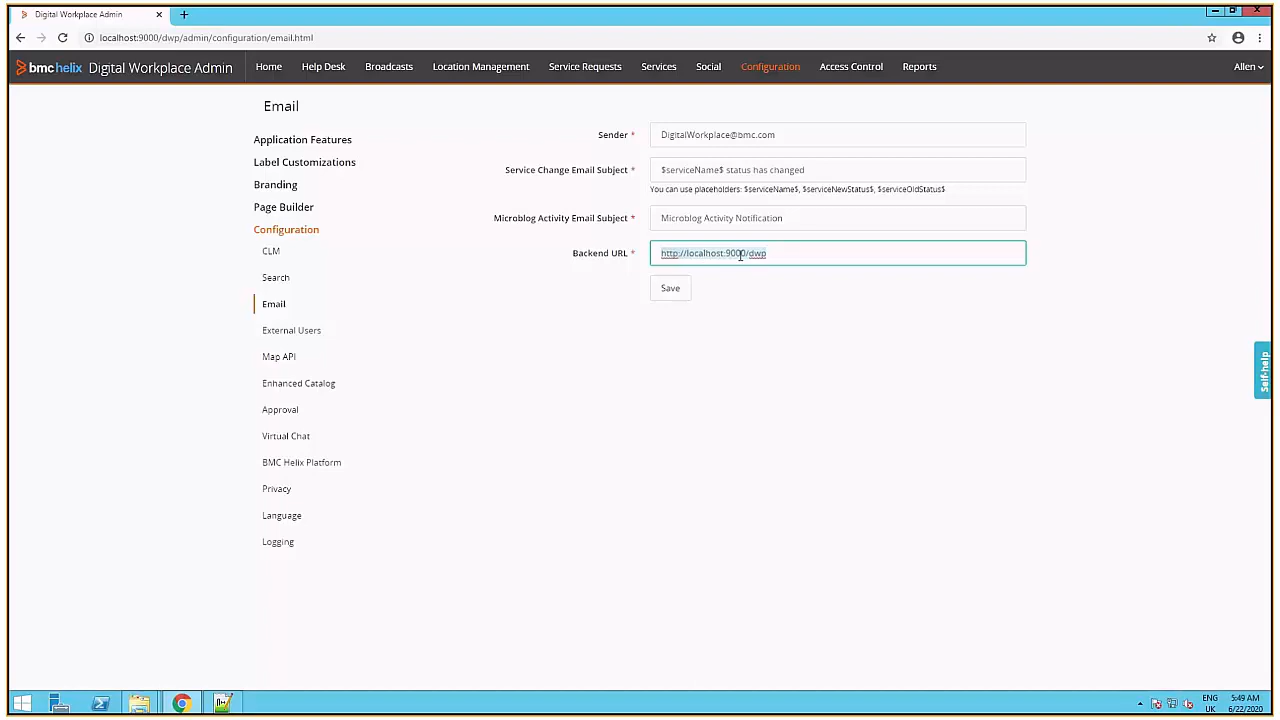 Digital Workplace Admin
localhost:9000/dwp/admin/configuration/email.html
bmchelix Digital Workplace Admin Home Help Desk Broadcasts Location Management Service Requests Services Social Configuration Access Control Reports Allen
Email
Application Features
Label Customizations
Branding
Page Builder
Configuration
CLM
Search
Email
External Users
Map API
Enhanced Catalog
Approval
Virtual Chat
BMC Helix Platform
Privacy
Language
Logging
Sender * DigitalWorkplace@bmc.com
Service Change Email Subject * $serviceName$ status has changed
You can use placeholders: $serviceName$, $serviceNewStatus$, $serviceOldStatus$
Microblog Activity Email Subject * Microblog Activity Notification
Backend URL * http://localhost:9000/dwp
Save
Self-help
ENG 5:49 AM
UK 6/22/2020